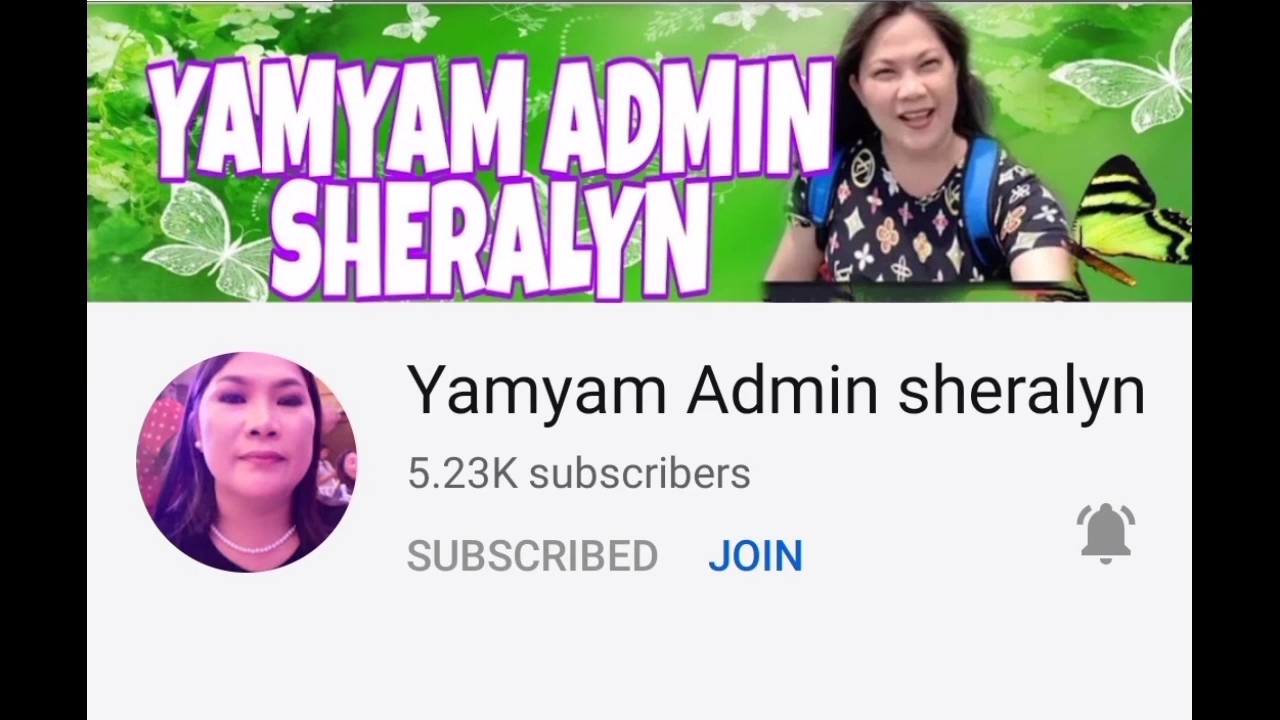 YAMYAM ADMIN
SHERALYN
Yamyam Admin sheralyn
5.23K subscribers
SUBSCRIBED JOIN